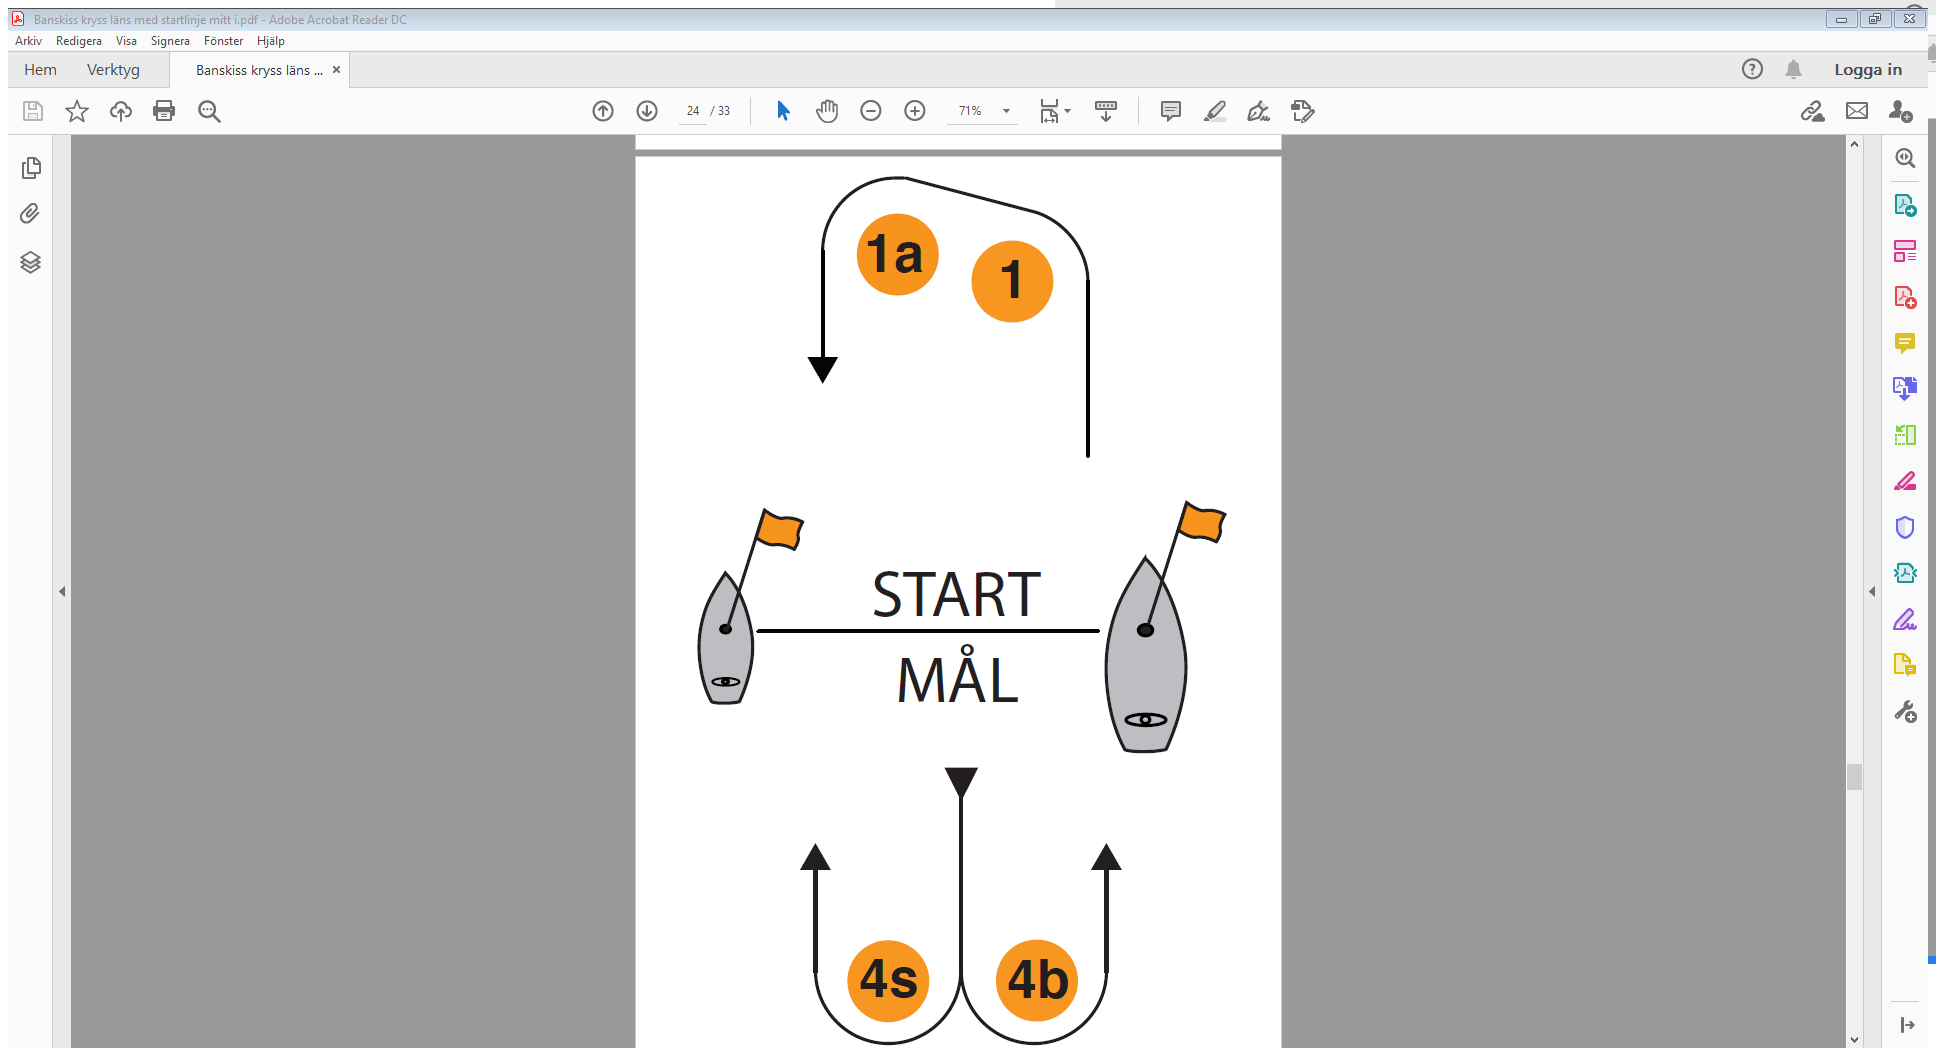 Banskiss kryss läns med startlinje mitt i.pdf - Adobe Acrobat Reader DC
Arkiv Redigera Visa Signera Fönster Hjälp
Hem Verktyg Banskiss kryss läns ... × Logga in
24 / 33 71%
1a
1
START
MÅL
4s 4b